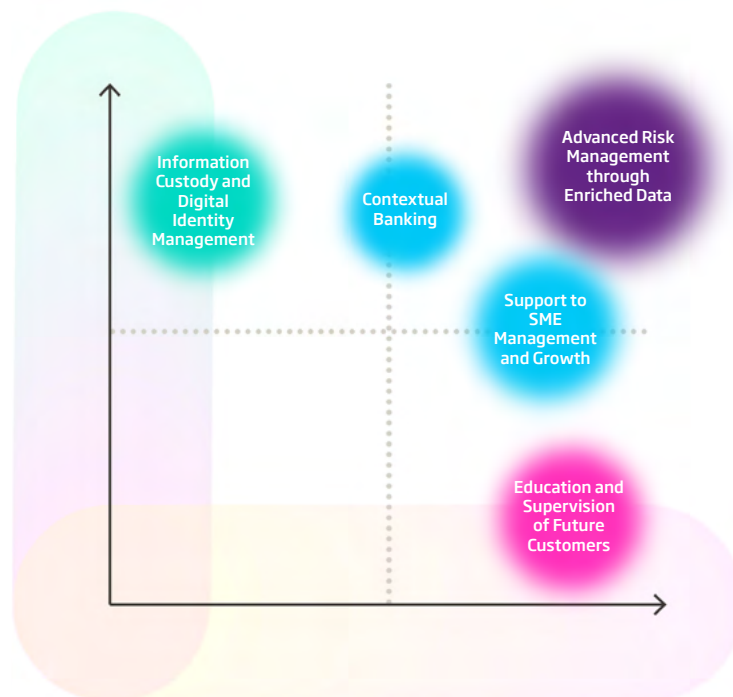 Information
Custody and
Digital
Identity
Management
Contextual
Banking
Advanced Risk
Management
through
Enriched Data
Support to
SME
Management
and Growth
Education and
Supervision
of Future
Customers